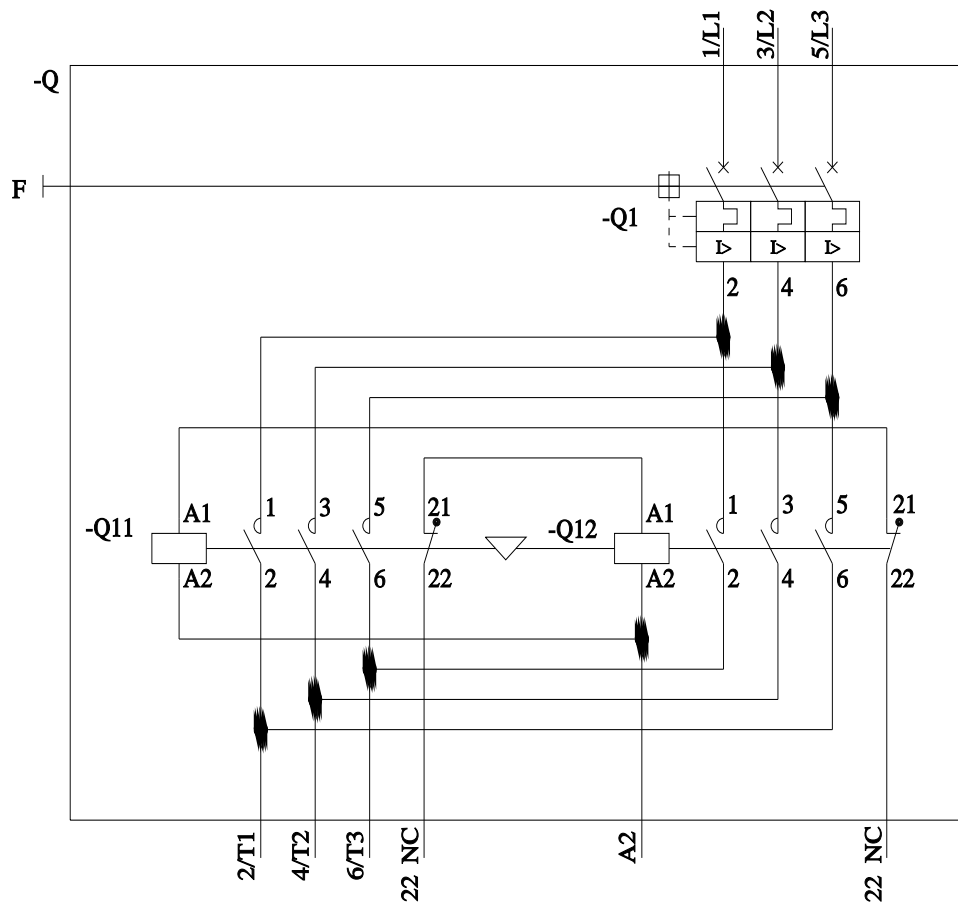 1/L1 3/L2 5/L3
-Q
F
-Q1
I> I> I>
2 4 6
-Q11 A1 1 3 5 21 -Q12 A1 1 3 5 21
A2 2 4 6 22 A2 2 4 6 22
2/T1 4/T2 6/T3 22 NC A2 22 NC